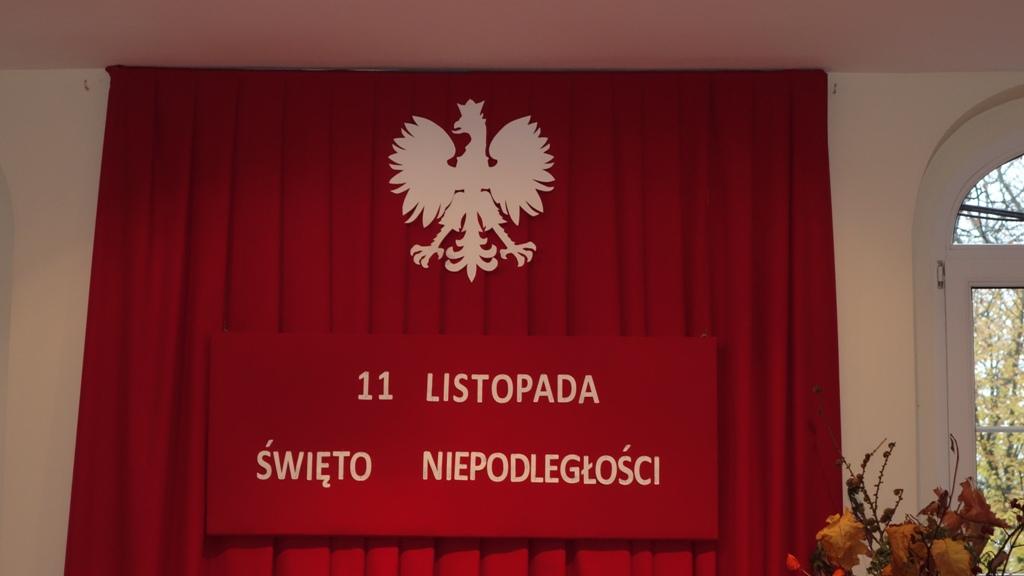 11 LISTOPADA
ŚWIĘTO NIEPODLEGŁOŚCI